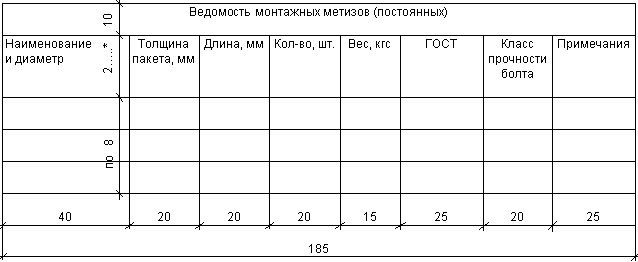 Ведомость монтажных метизов (постоянных)
10
Наименование
и диаметр
2.....*
Толщина
пакета, мм
Длина, мм
Кол-во, шт.
Вес, кгс
ГОСТ
Класс
прочности
болта
Примечания
по 8
40
20
20
20
15
25
20
25
185